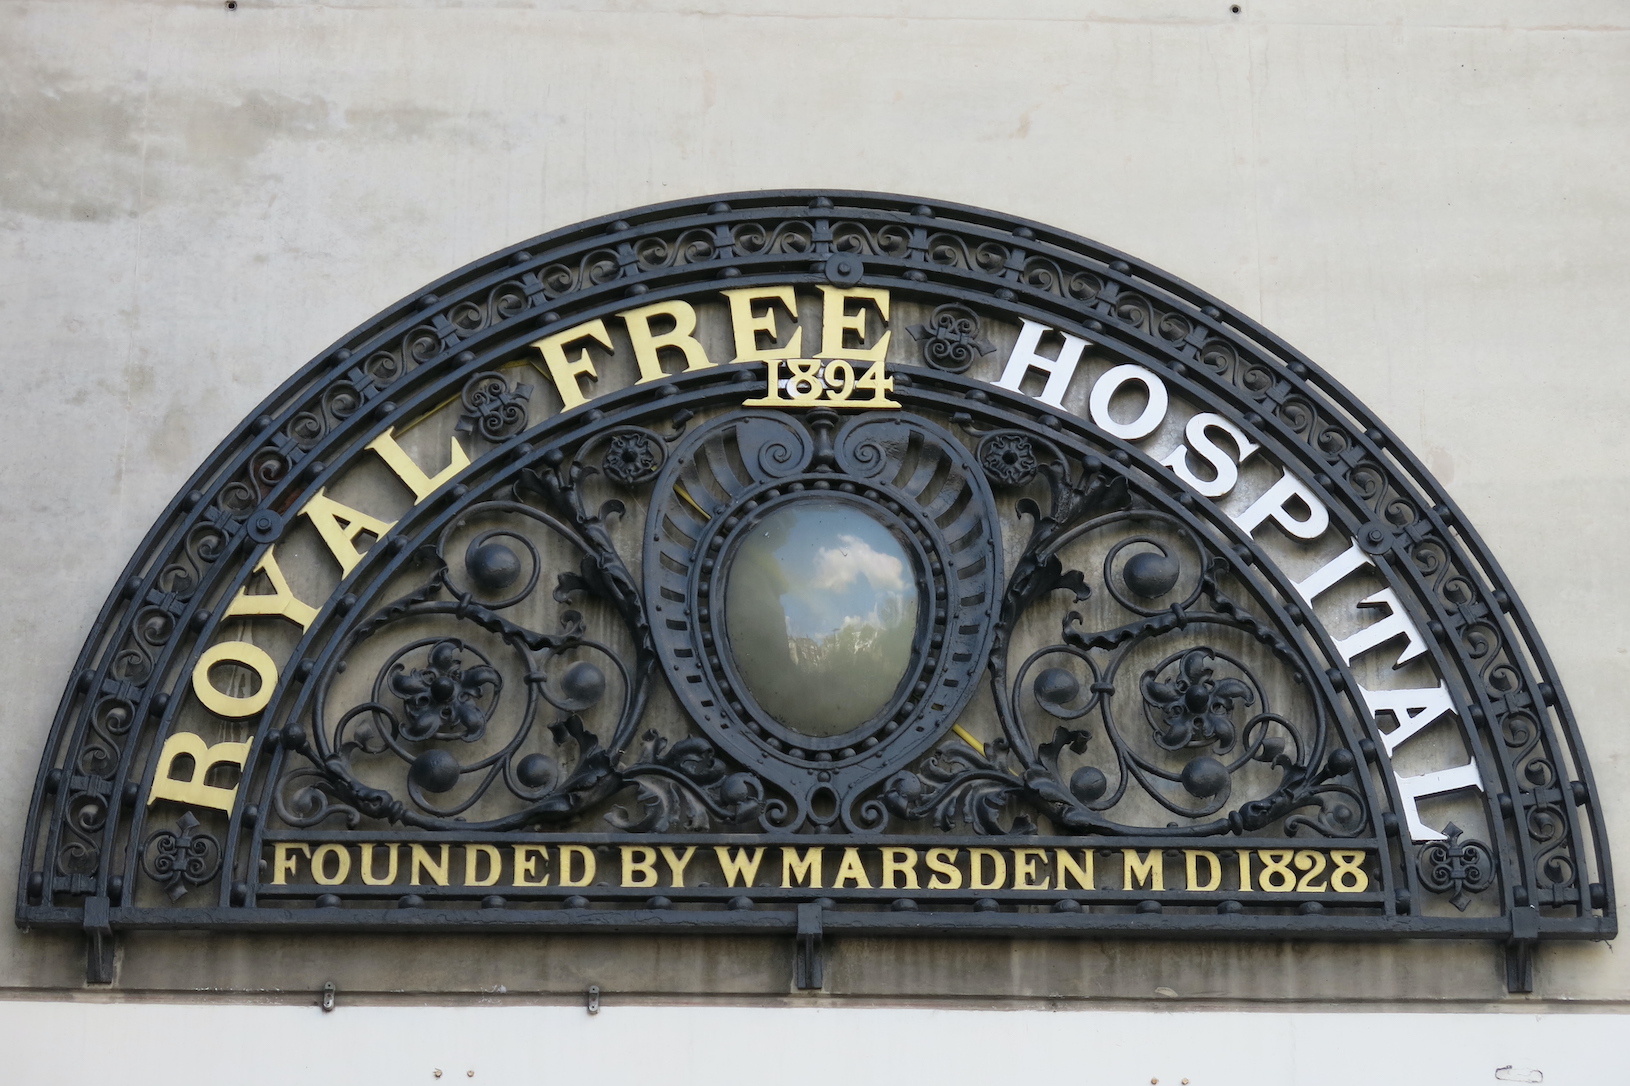 ROYAL FREE HOSPITAL
1894
FOUNDED BY W MARSDEN M D 1828